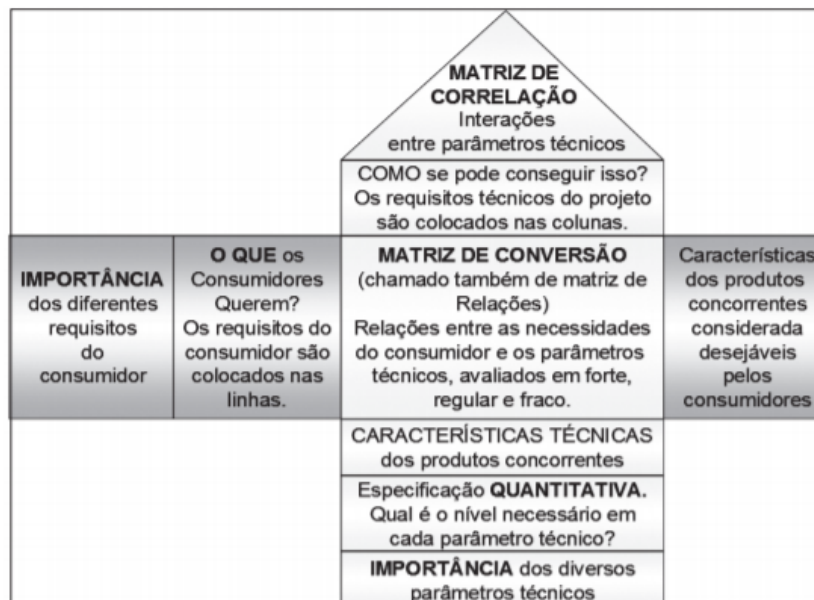 MATRIZ DE
CORRELAÇÃO
Interações
entre parâmetros técnicos
COMO se pode conseguir isso?
Os requisitos técnicos do projeto
são colocados nas colunas.
IMPORTÂNCIA
dos diferentes
requisitos
do
consumidor
O QUE os
Consumidores
Querem?
Os requisitos do
consumidor são
colocados nas
linhas.
MATRIZ DE CONVERSÃO
(chamado também de matriz de
Relações)
Relações entre as necessidades
do consumidor e os parâmetros
técnicos, avaliados em forte,
regular e fraco.
Características
dos produtos
concorrentes
considerada
desejáveis
pelos
consumidores
CARACTERÍSTICAS TÉCNICAS
dos produtos concorrentes
Especificação QUANTITATIVA.
Qual é o nível necessário em
cada parâmetro técnico?
IMPORTÂNCIA dos diversos
parâmetros técnicos